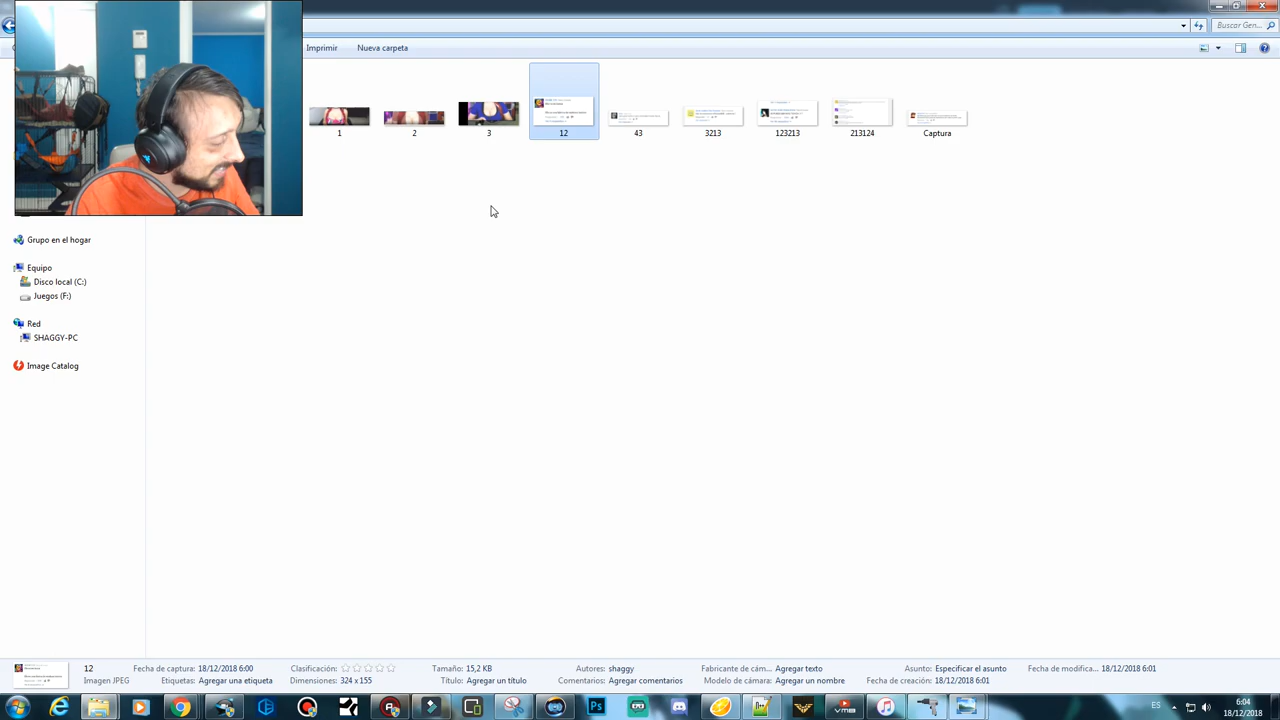 Imprimir
Nueva carpeta
Buscar Gen...
1
2
12
43
3213
123213
213124
Captura
Grupo en el hogar
Equipo
Disco local (C:)
Juegos (F:)
Red
SHAGGY-PC
Image Catalog
12
Fecha de captura: 18/12/2018 6:00
Clasificación:
Tamaño: 15,2 KB
Autores: shaggy
Fabricante de cám... Agregar texto
Asunto: Especificar el asunto
Fecha de modifica... 18/12/2018 6:01
Imagen JPEG
Etiquetas: Agregar una etiqueta
Dimensiones: 324 x 155
Título: Agregar un título
Comentarios: Agregar comentarios
Modelo de cámara: Agregar un nombre
Fecha de creación: 18/12/2018 6:01
ES
6:04
18/12/2018